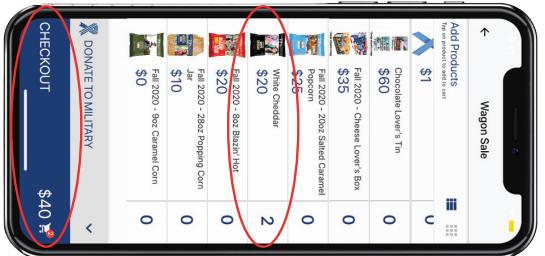 Wagon Sale
Add Products
Tap on product to add to cart
$1
0
Chocolate Lover's Tin
$60
0
Fall 2020 - Cheese Lover's Box
$35
0
Fall 2020 - 20oz Salted Caramel
Popcorn
$25
0
White Cheddar
$20
2
Fall 2020 - 8oz Blazin' Hot
$20
0
Fall 2020 - 28oz Popping Corn
Jar
$10
0
Fall 2020 - 9oz Caramel Corn
$0
0
DONATE TO MILITARY
CHECKOUT
$40
2